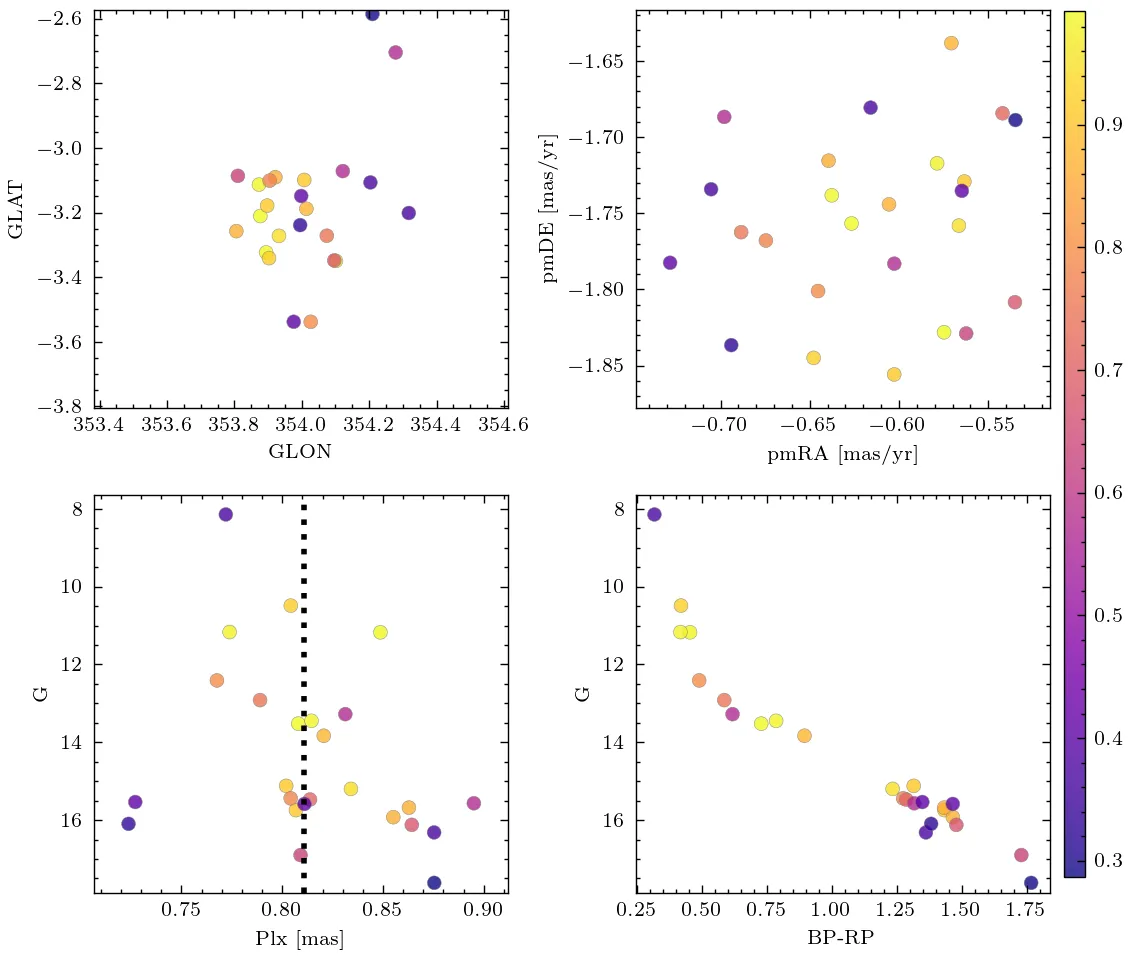 −2.6
−2.8
−3.0
−3.2
−3.4
−3.6
−3.8
GLAT
353.4 353.6 353.8 354.0 354.2 354.4 354.6
GLON
−1.65
−1.70
−1.75
−1.80
−1.85
pmDE [mas/yr]
−0.70 −0.65 −0.60 −0.55
pmRA [mas/yr]
8
10
12
14
16
G
0.75 0.80 0.85 0.90
Plx [mas]
8
10
12
14
16
G
0.25 0.50 0.75 1.00 1.25 1.50 1.75
BP-RP
0.9
0.8
0.7
0.6
0.5
0.4
0.3